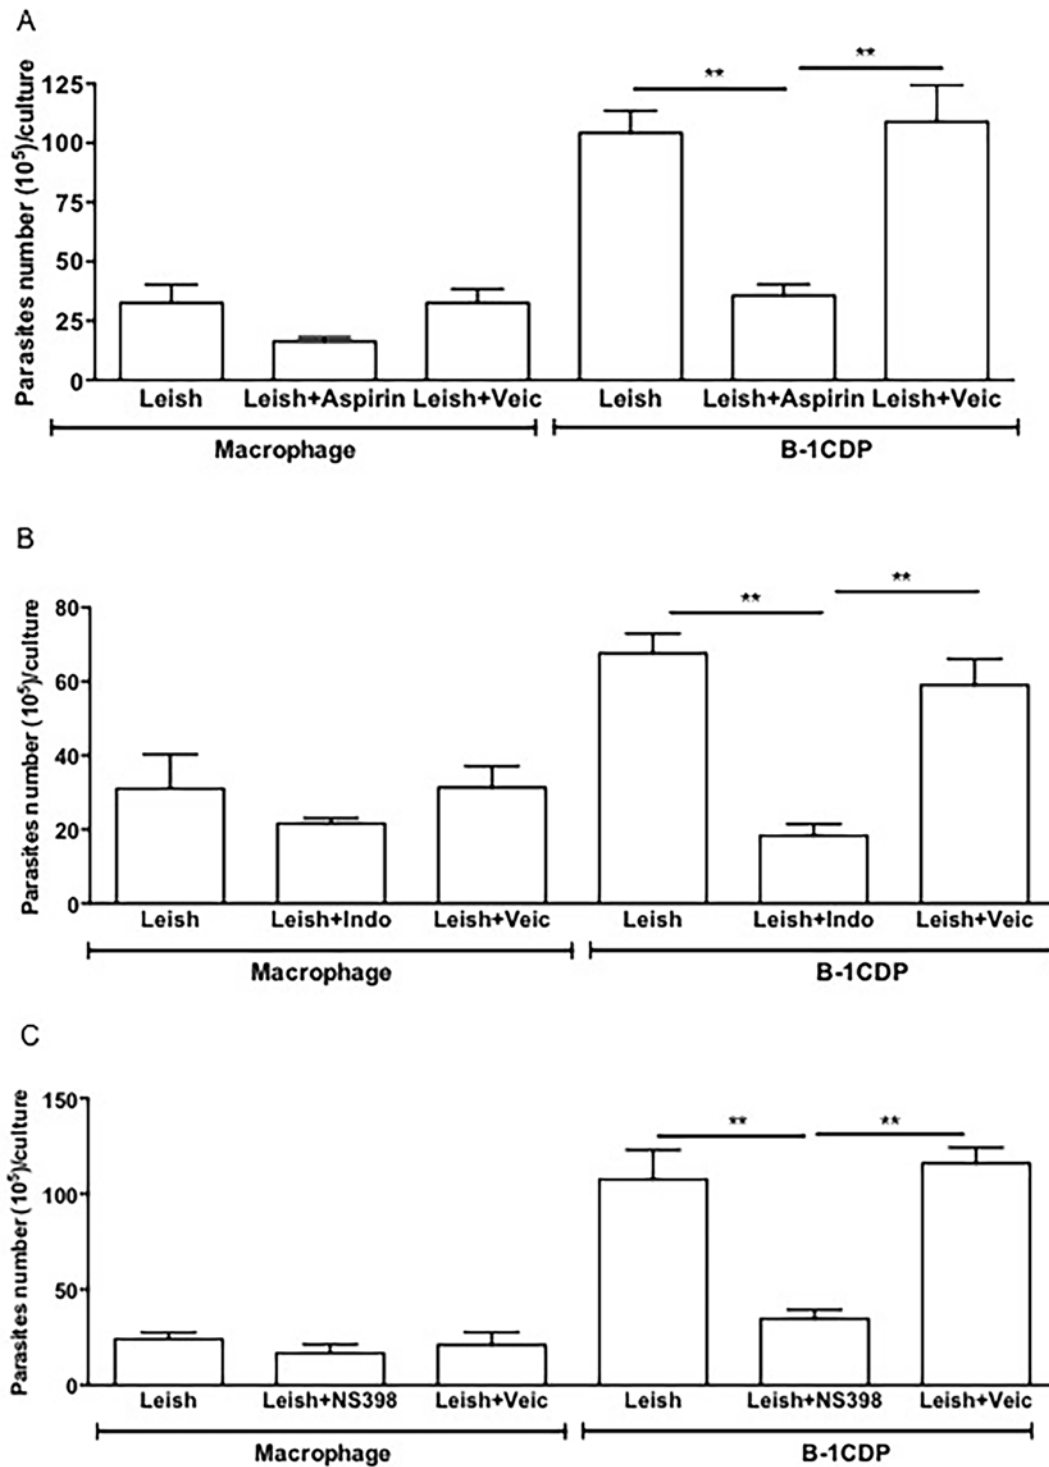 A
Parasites number (10⁵)/culture
125
100
75
50
25
0
**
**
Leish Leish+Aspirin Leish+Veic Leish Leish+Aspirin Leish+Veic
Macrophage B-1CDP
B
Parasites number (10⁵)/culture
80
60
40
20
0
**
**
Leish Leish+Indo Leish+Veic Leish Leish+Indo Leish+Veic
Macrophage B-1CDP
C
Parasites number (10⁵)/culture
150
100
50
0
** **
Leish Leish+NS398 Leish+Veic Leish Leish+NS398 Leish+Veic
Macrophage B-1CDP